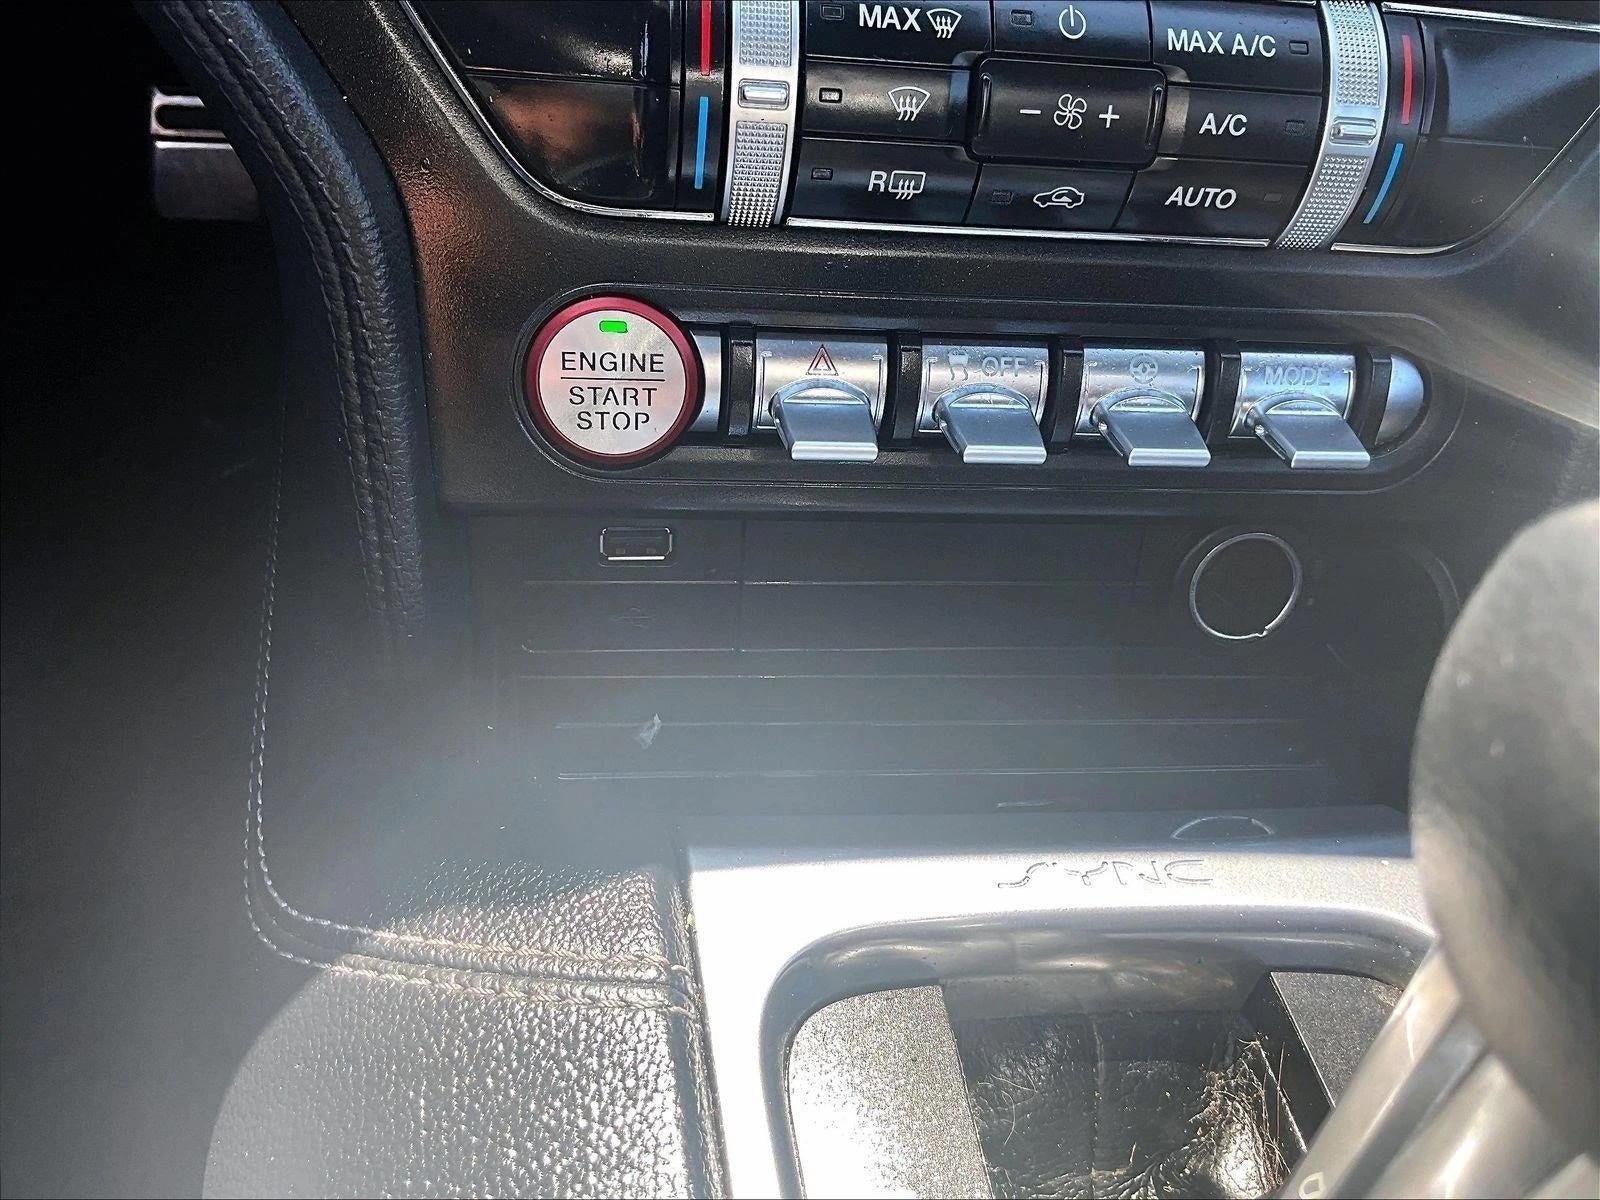 MAX
MAX A/C
A/C
R
AUTO
ENGINE
START
STOP
OFF
MODE
SYNC